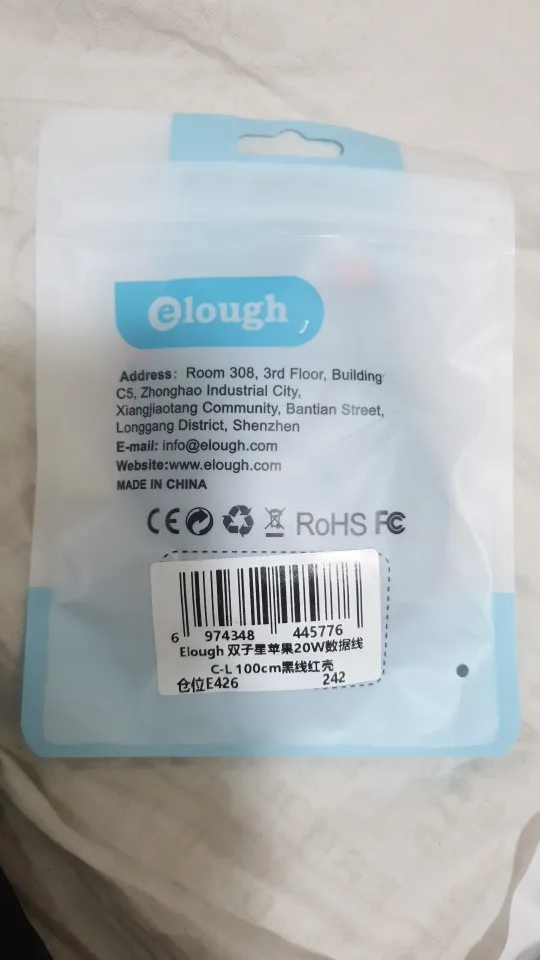 elough
Address: Room 308, 3rd Floor, Building
C5, Zhonghao Industrial City,
Xiangjiaotang Community, Bantian Street,
Longgang District, Shenzhen
E-mail: info@elough.com
Website:www.elough.com
MADE IN CHINA
CE RoHS FC
6 974348 445776
Elough 双子星苹果20W数据线
C-L 100cm黑线红壳
仓位E426 242